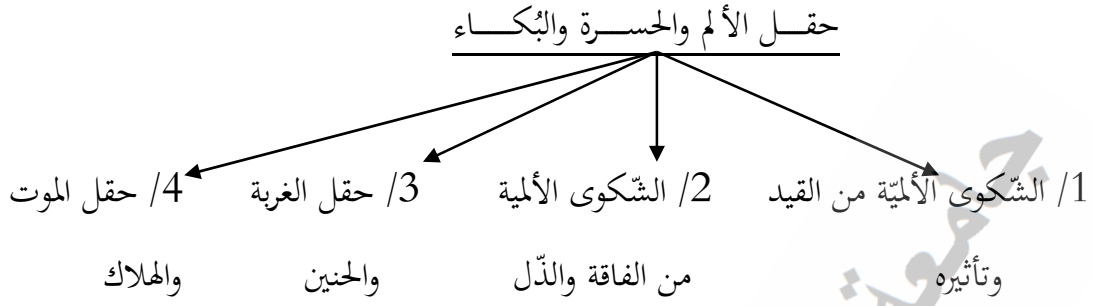 حقل الألم والحسرة والبُكاء
1/ الشّكوى الألميّة من القيد
وتأثيره
2/ الشّكوى الألمية
من الفاقة والذّل
3/ حقل الغربة
والحنين
4/ حقل الموت
والهلاك
جامعة